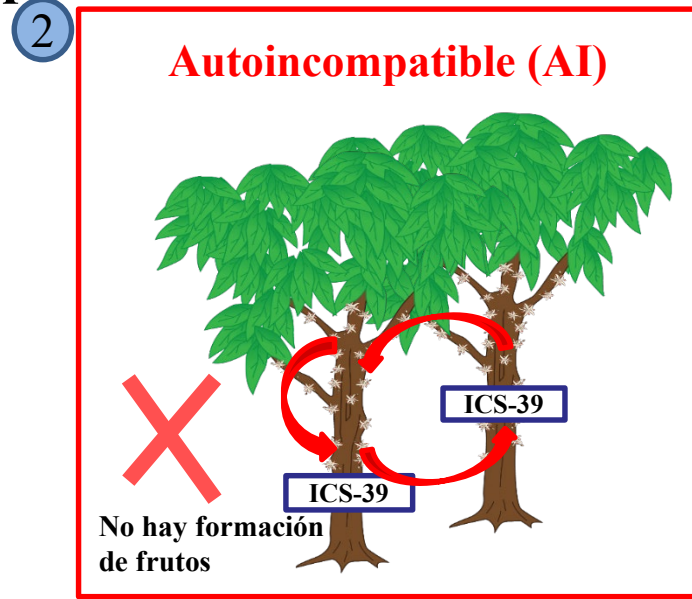 2
Autoincompatible (AI)
ICS-39
ICS-39
No hay formación
de frutos